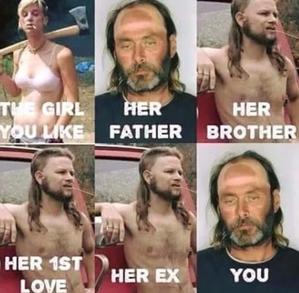 THE GIRL
YOU LIKE
HER
FATHER
HER
BROTHER
HER 1ST
LOVE
HER EX
YOU